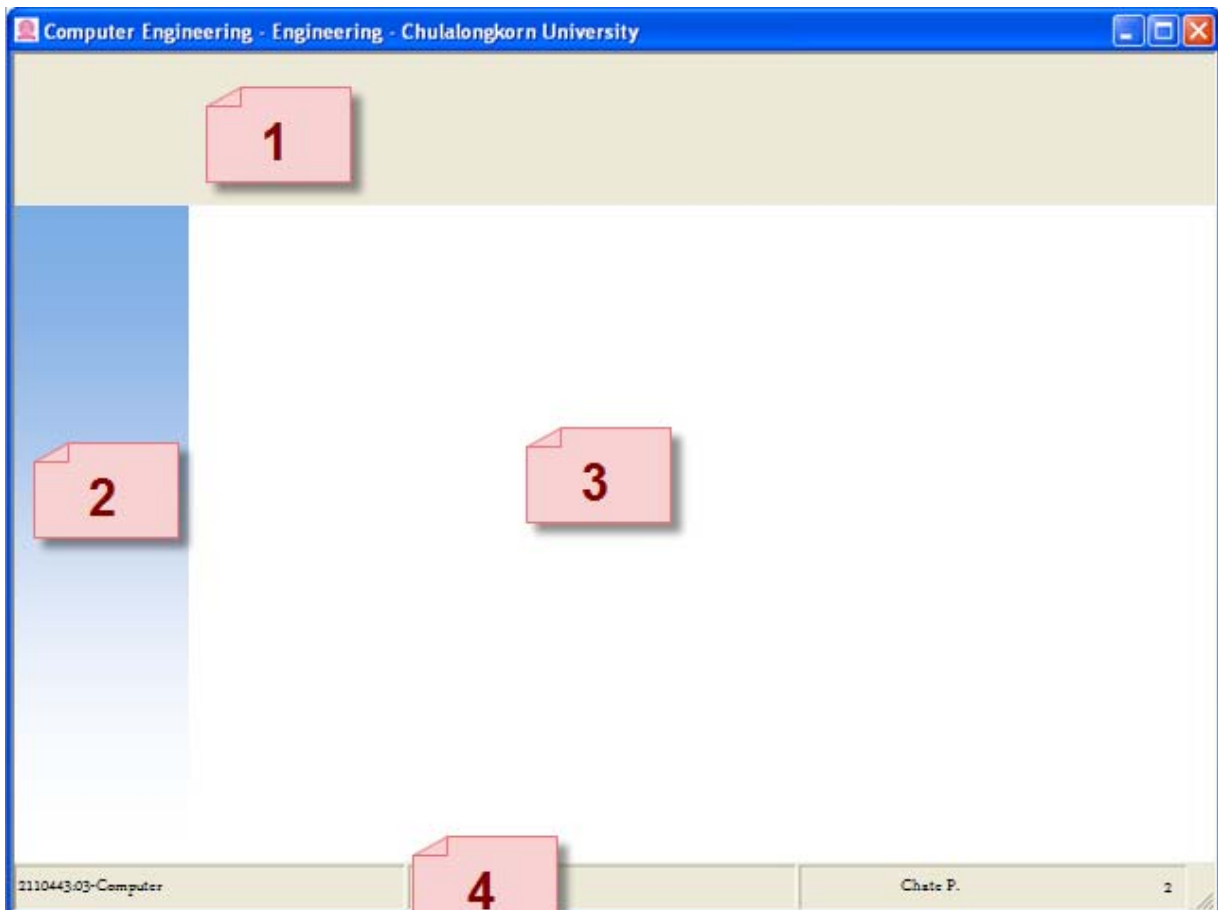 Computer Engineering - Engineering - Chulalongkorn University
1
2
3
2110443.03-Computer
4
Chate P.
2